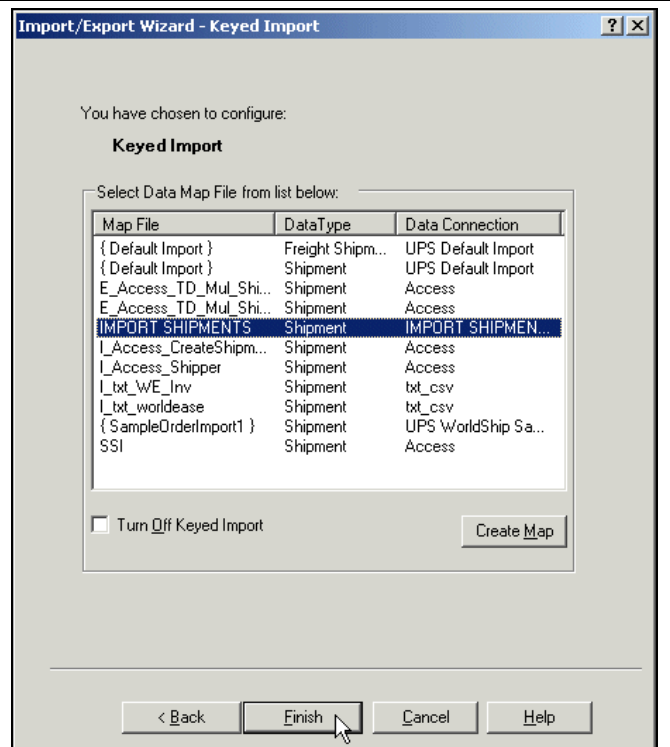 Import/Export Wizard - Keyed Import
You have chosen to configure:
Keyed Import
Select Data Map File from list below:
Map File DataType Data Connection
{ Default Import } Freight Shipm... UPS Default Import
{ Default Import } Shipment UPS Default Import
E_Access_TD_Mul_Shi... Shipment Access
E_Access_TD_Mul_Shi... Shipment Access
IMPORT SHIPMENTS Shipment IMPORT SHIPMEN...
I_Access_CreateShipm... Shipment Access
I_Access_Shipper Shipment Access
I_txt_WE_Inv Shipment txt_csv
I_txt_worldease Shipment txt_csv
{ SampleOrderImport1 } Shipment UPS WorldShip Sa...
SSI Shipment Access
Turn Off Keyed Import
Create Map
< Back Finish Cancel Help